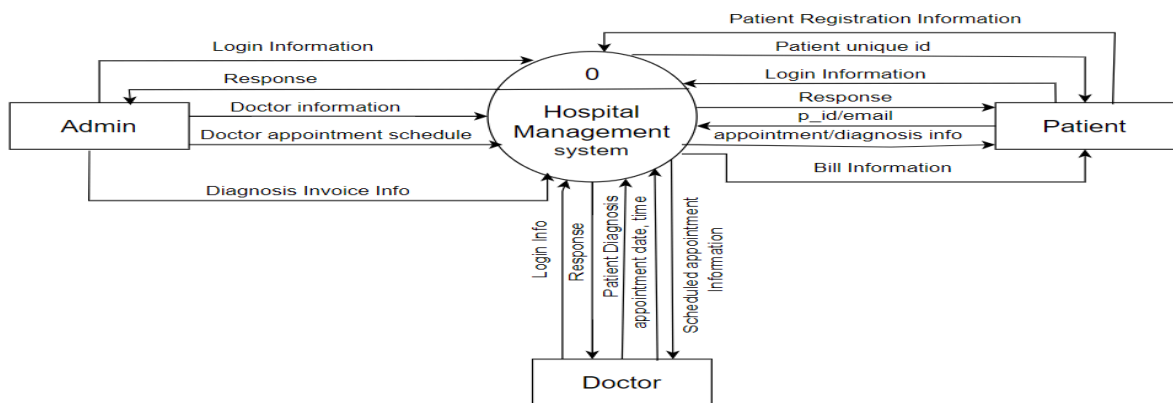 Patient Registration Information
Login Information
Patient unique id
0
Response
Login Information
Response
Doctor information
Hospital
Management
system
p_id/email
Admin
Patient
Doctor appointment schedule
appointment/diagnosis info
Bill Information
Diagnosis Invoice Info
Login Info
Response
Patient Diagnosis
appointment date, time
Scheduled appointment
Information
Doctor